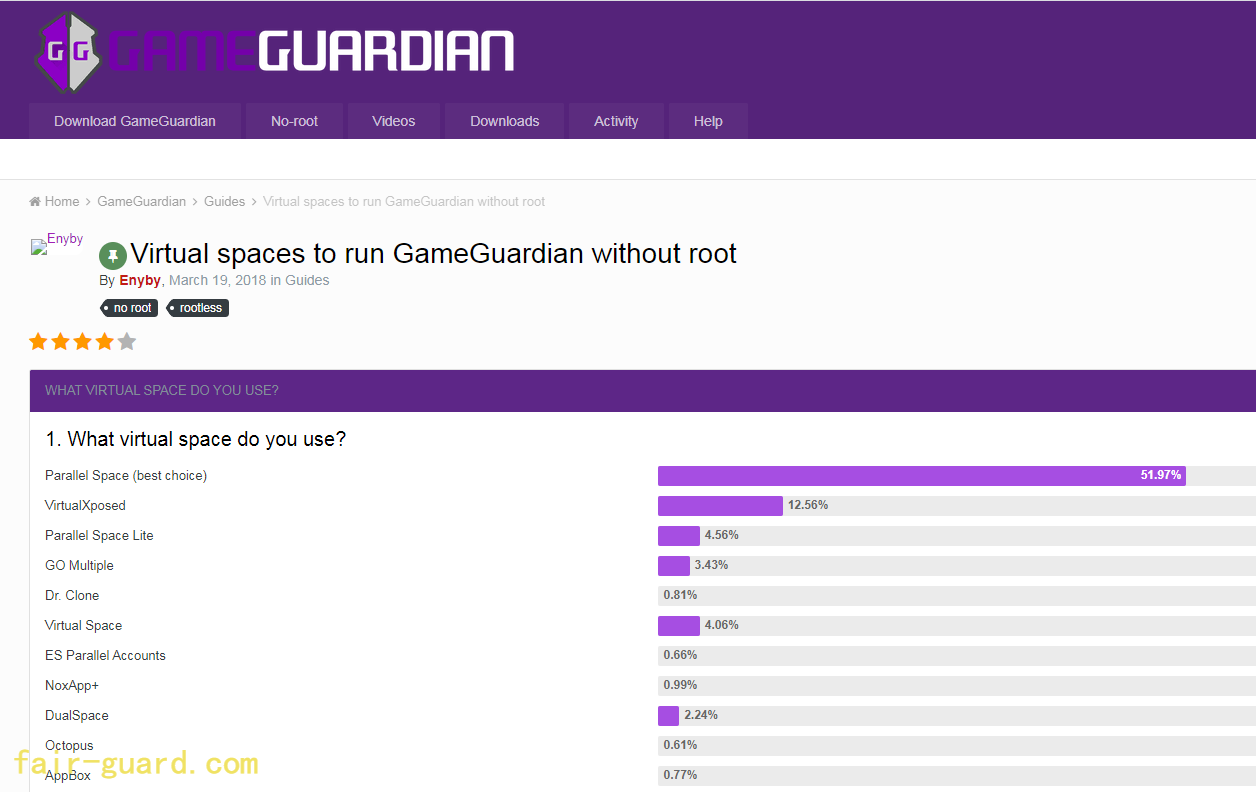 GG GAMEGUARDIAN
Download GameGuardian No-root Videos Downloads Activity Help
Home > GameGuardian > Guides > Virtual spaces to run GameGuardian without root
Enyby
Virtual spaces to run GameGuardian without root
By Enyby, March 19, 2018 in Guides
no root rootless
WHAT VIRTUAL SPACE DO YOU USE?
1. What virtual space do you use?
Parallel Space (best choice) 51.97%
VirtualXposed 12.56%
Parallel Space Lite 4.56%
GO Multiple 3.43%
Dr. Clone 0.81%
Virtual Space 4.06%
ES Parallel Accounts 0.66%
NoxApp+ 0.99%
DualSpace 2.24%
Octopus 0.61%
fair-guard.com
AppBox 0.77%